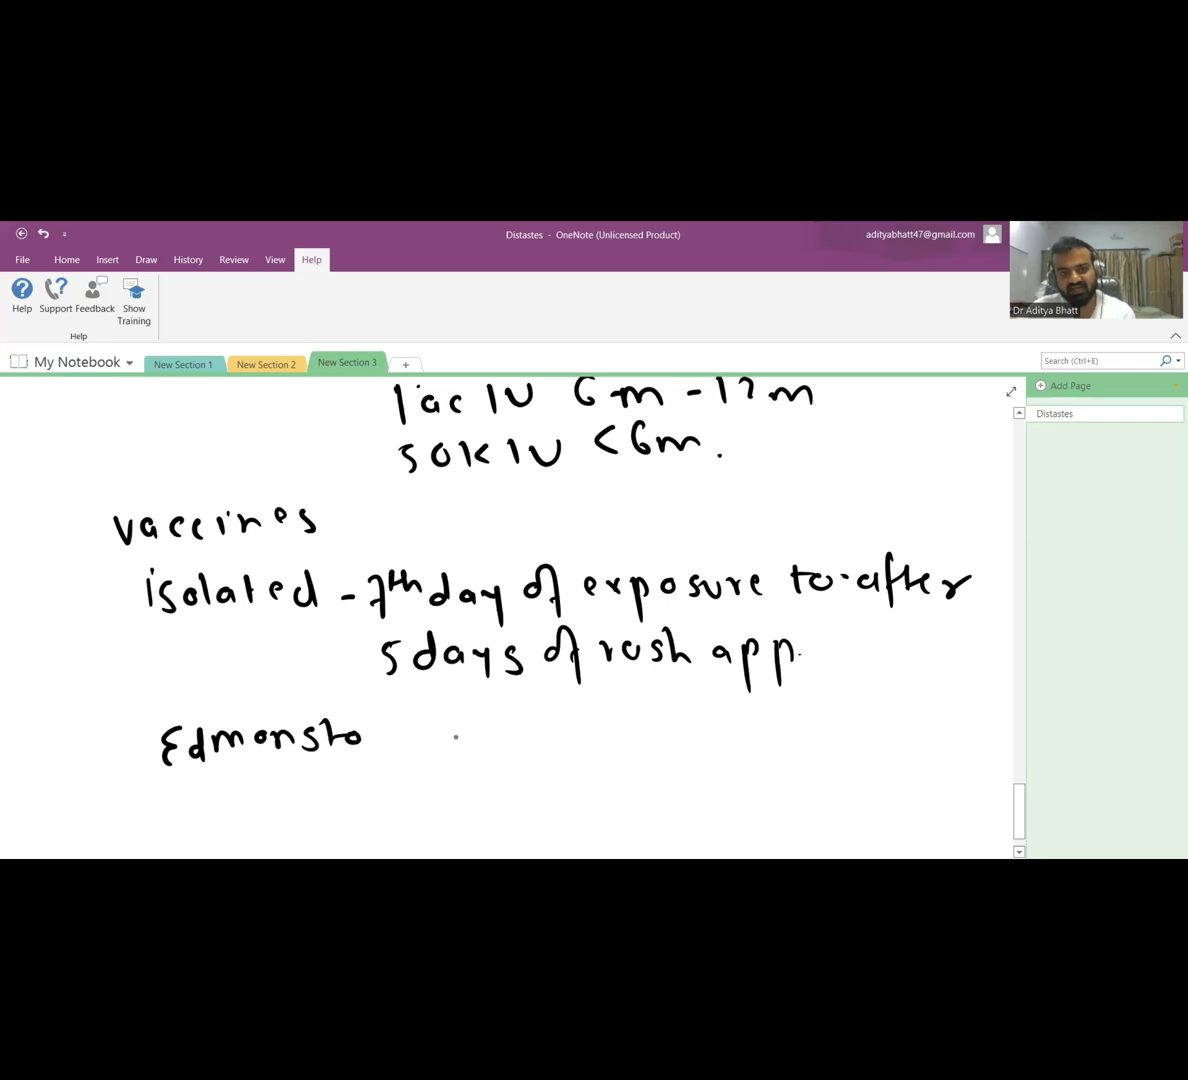 Distastes - OneNote (Unlicensed Product)
adityabhatt47@gmail.com
File Home Insert Draw History Review View Help
Help Support Feedback Show Training
Help
Dr Aditya Bhatt
My Notebook New Section 1 New Section 2 New Section 3
Search (Ctrl+E)
Add Page
Distastes
1 ac IU 6m - 12m
50K IU < 6m.
vaccines
isolated - 7th day of exposure to after
5 days of rash app.
Edmonsto